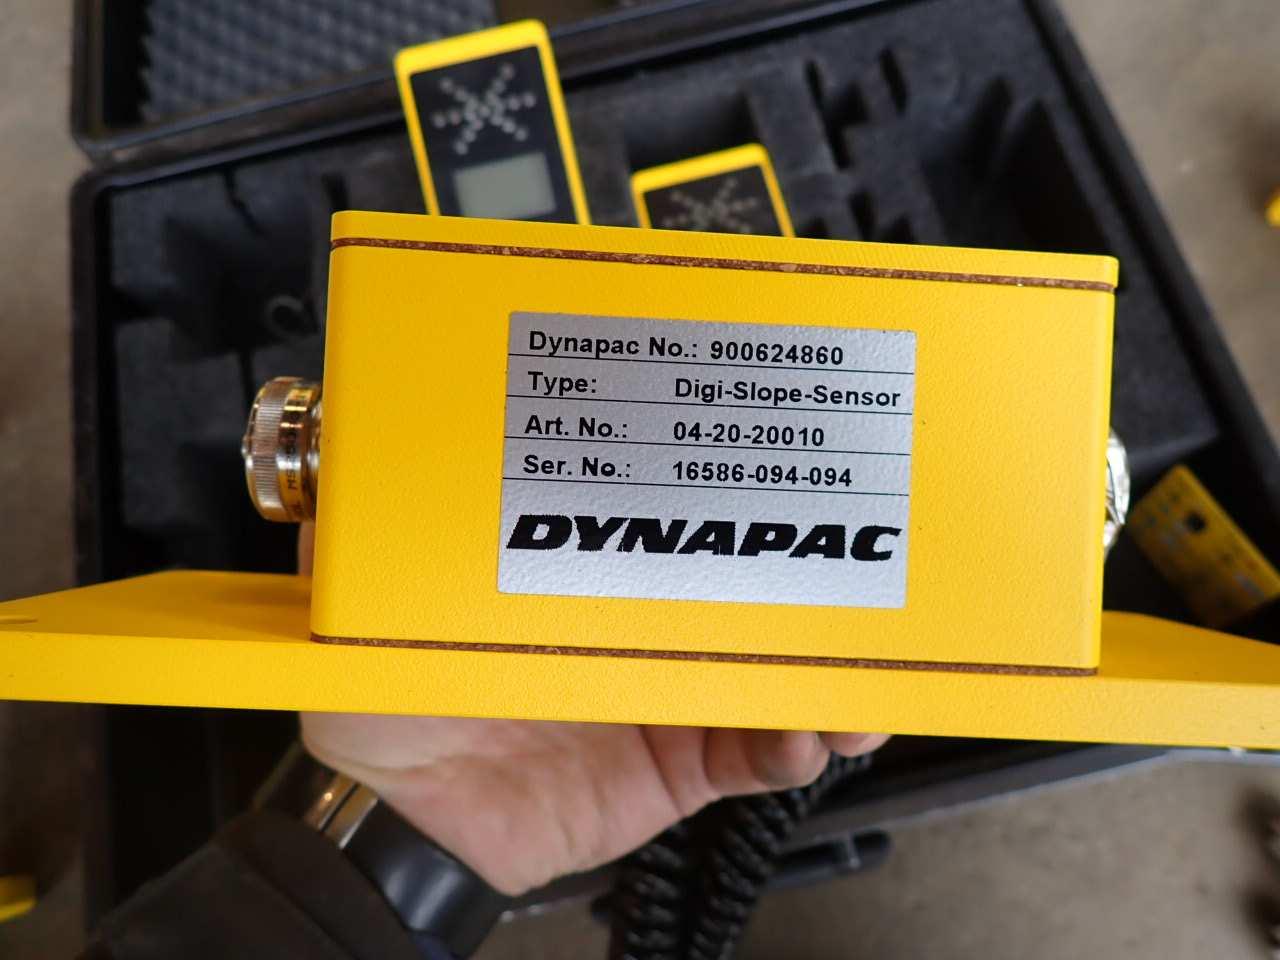 Dynapac No.: 900624860
Type: Digi-Slope-Sensor
Art. No.: 04-20-20010
Ser. No.: 16586-094-094
DYNAPAC